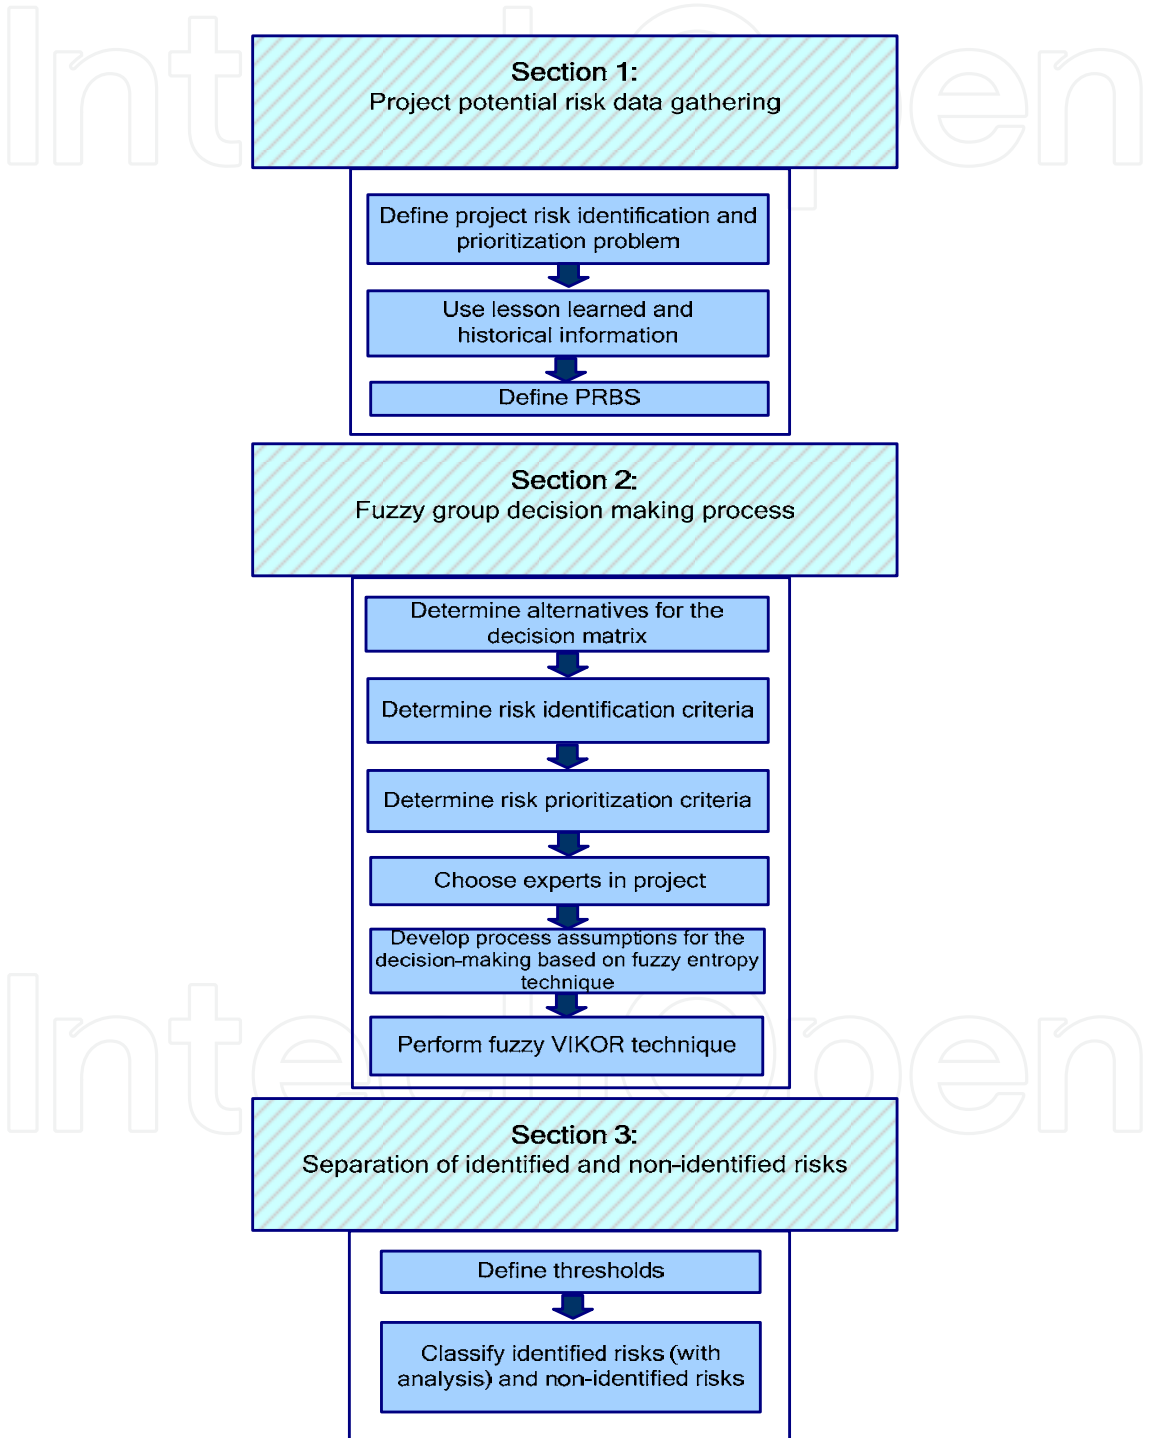 IntechOpen
Section 1:
Project potential risk data gathering
Define project risk identification and
prioritization problem
Use lesson learned and
historical information
Define PRBS
Section 2:
Fuzzy group decision making process
Determine alternatives for the
decision matrix
Determine risk identification criteria
Determine risk prioritization criteria
Choose experts in project
Develop process assumptions for the
decision-making based on fuzzy entropy
technique
Perform fuzzy VIKOR technique
IntechOpen
Section 3:
Separation of identified and non-identified risks
Define thresholds
Classify identified risks (with
analysis) and non-identified risks